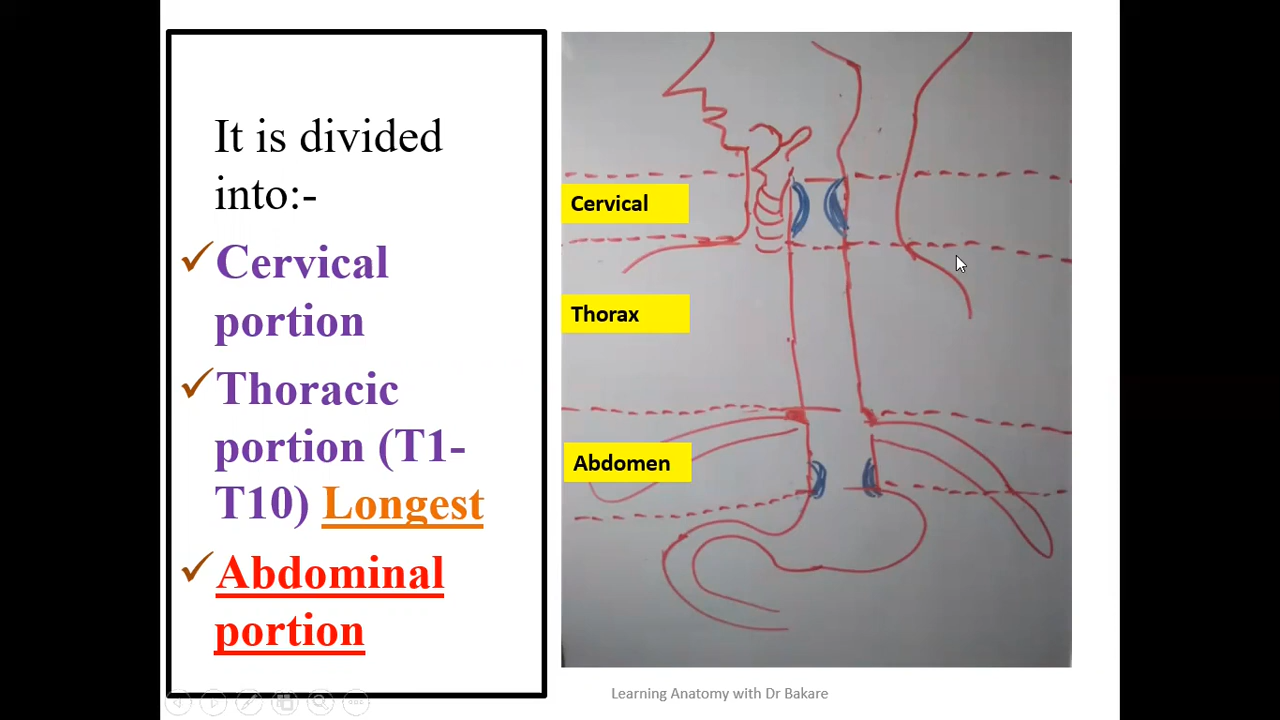 It is divided
into:-
✓Cervical
portion
✓Thoracic
portion (T1-
T10) Longest
✓Abdominal
portion
Cervical
Thorax
Abdomen
Learning Anatomy with Dr Bakare